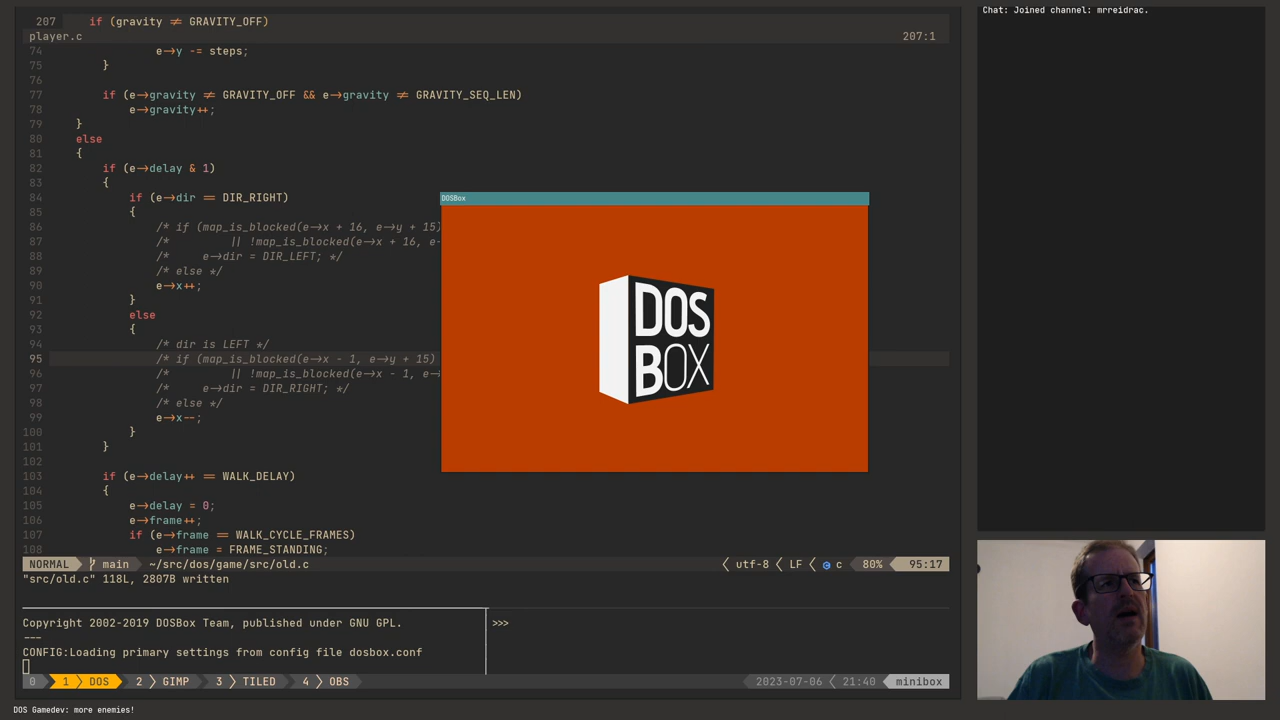 207     if (gravity ≠ GRAVITY_OFF)
player.c 207:1
74 e→y -= steps;
75 }
76
77 if (e→gravity ≠ GRAVITY_OFF && e→gravity ≠ GRAVITY_SEQ_LEN)
78 e→gravity++;
79 }
80 else
81 {
82 if (e→delay & 1)
83 {
84 if (e→dir == DIR_RIGHT)
85 {
86 /* if (map_is_blocked(e→x + 16, e→y + 15)
87 /* || !map_is_blocked(e→x + 16, e-
88 /* e→dir = DIR_LEFT; */
89 /* else */
90 e→x++;
91 }
92 else
93 {
94 /* dir is LEFT */
95 /* if (map_is_blocked(e→x - 1, e→y + 15)
96 /* || !map_is_blocked(e→x - 1, e→
97 /* e→dir = DIR_RIGHT; */
98 /* else */
99 e→x--;
100 }
101 }
102
103 if (e→delay++ == WALK_DELAY)
104 {
105 e→delay = 0;
106 e→frame++;
107 if (e→frame == WALK_CYCLE_FRAMES)
108 e→frame = FRAME_STANDING;
NORMAL main ~/src/dos/game/src/old.c utf-8 LF c 80% 95:17
"src/old.c" 118L, 2807B written
DOSBox
DOS
BOX
Copyright 2002-2019 DOSBox Team, published under GNU GPL.
---
CONFIG:Loading primary settings from config file dosbox.conf
>>>
0 1 DOS 2 GIMP 3 TILED 4 OBS 2023-07-06 21:40 minibox
DOS Gamedev: more enemies!
Chat: Joined channel: mrreidrac.